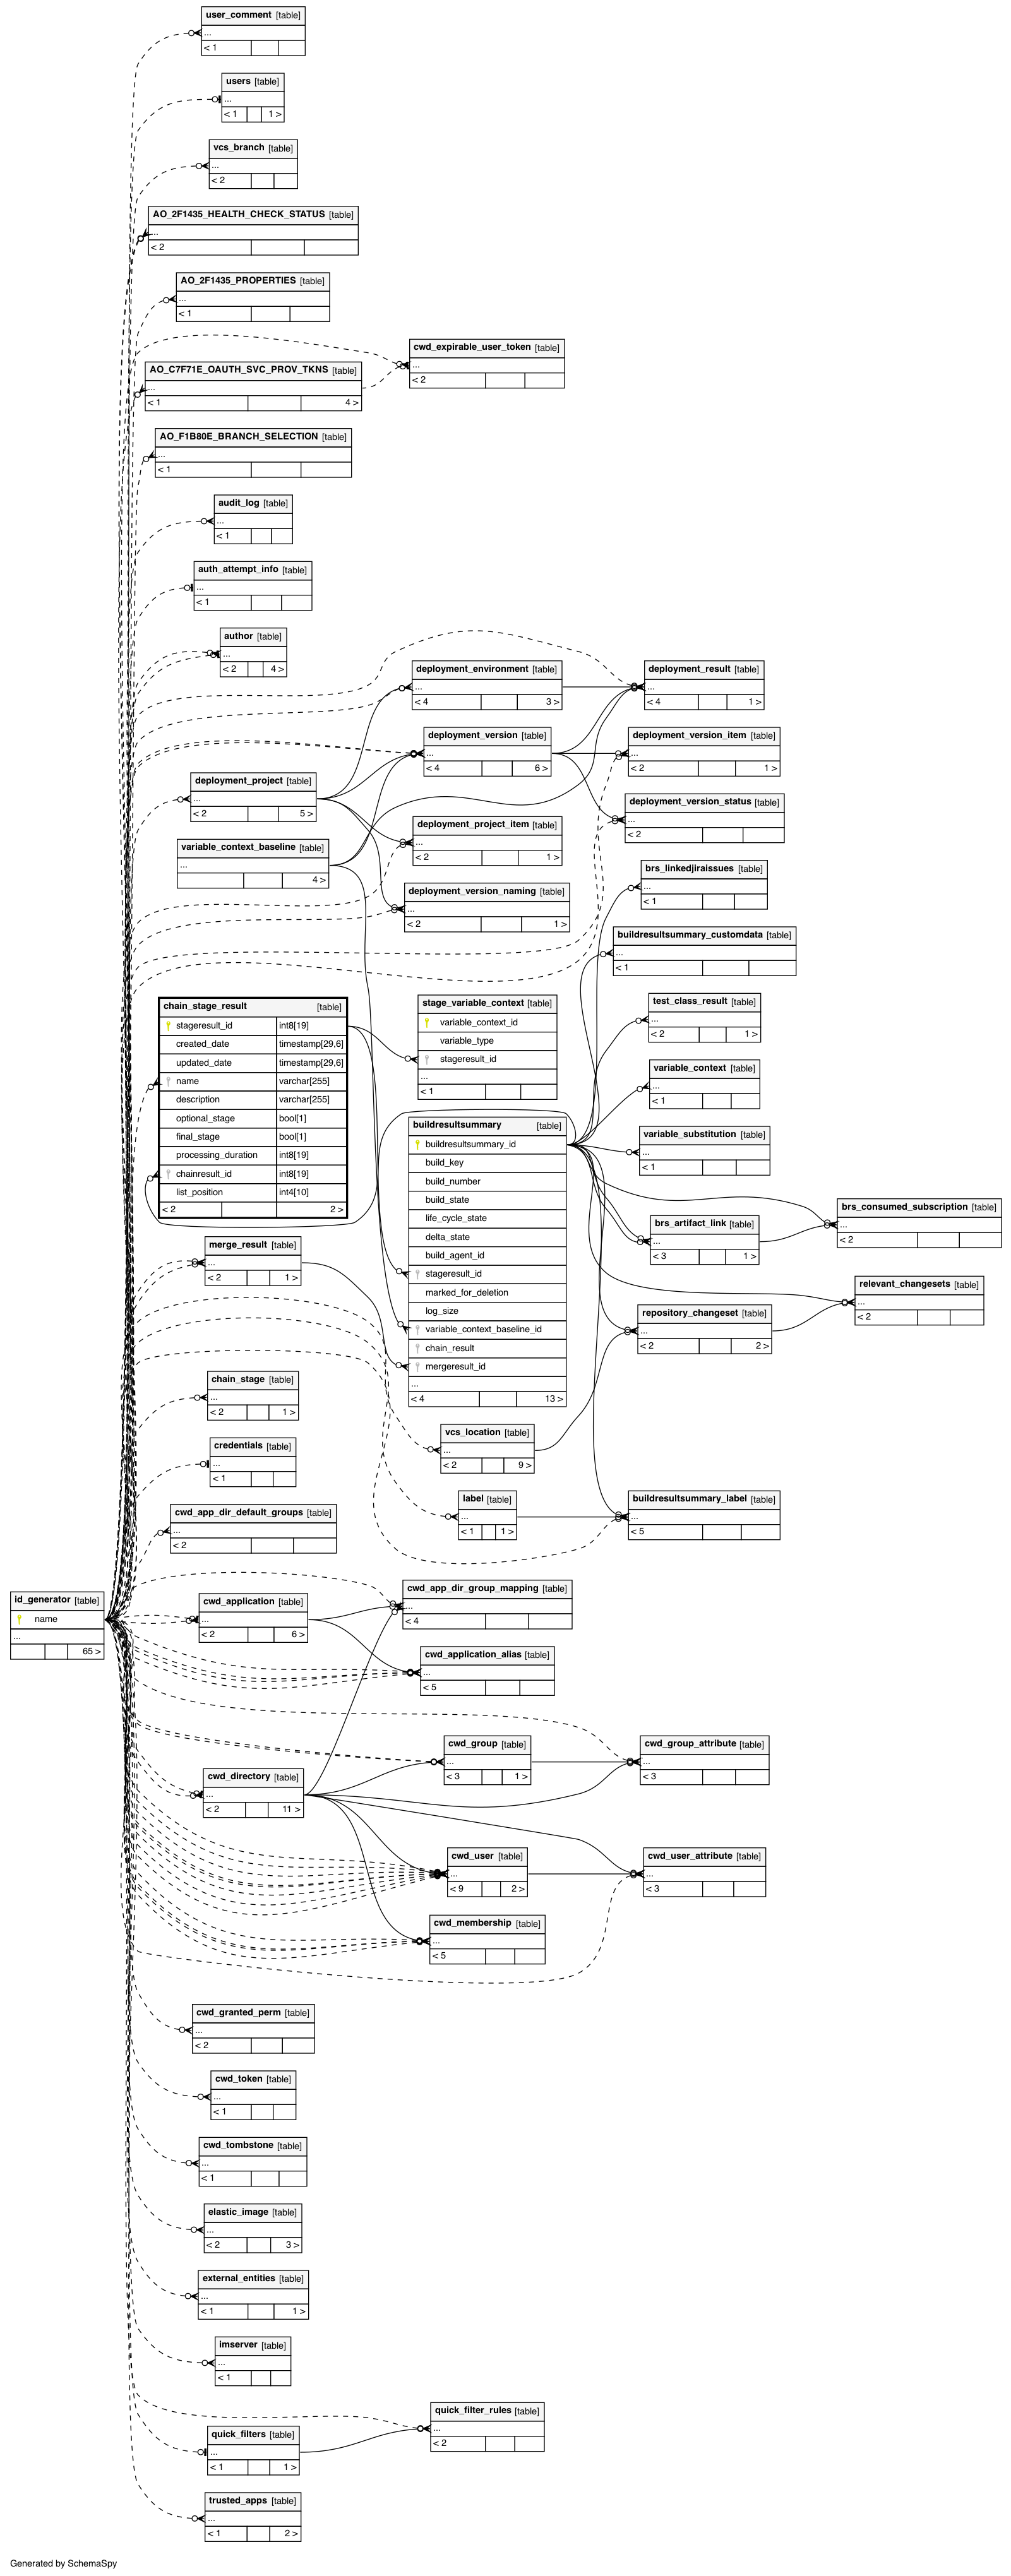 user_comment [table]
...
< 1
users [table]
...
< 1 1 >
vcs_branch [table]
...
< 2
AO_2F1435_HEALTH_CHECK_STATUS [table]
...
< 2
AO_2F1435_PROPERTIES [table]
...
< 1
cwd_expirable_user_token [table]
...
< 2
AO_C7F71E_OAUTH_SVC_PROV_TKNS [table]
...
< 1 4 >
AO_F1B80E_BRANCH_SELECTION [table]
...
< 1
audit_log [table]
...
< 1
auth_attempt_info [table]
...
< 1
author [table]
...
< 2 4 >
deployment_environment [table]
...
< 4 3 >
deployment_result [table]
...
< 4 1 >
deployment_version [table]
...
< 4 6 >
deployment_version_item [table]
...
< 2 1 >
deployment_project [table]
...
< 2 5 >
deployment_version_status [table]
...
< 2
deployment_project_item [table]
...
< 2 1 >
variable_context_baseline [table]
...
4 >
brs_linkedjiraissues [table]
...
< 1
deployment_version_naming [table]
...
< 2 1 >
buildresultsummary_customdata [table]
...
< 1
chain_stage_result [table]
stageresult_id int8[19]
created_date timestamp[29,6]
updated_date timestamp[29,6]
name varchar[255]
description varchar[255]
optional_stage bool[1]
final_stage bool[1]
processing_duration int8[19]
chainresult_id int8[19]
list_position int4[10]
< 2 2 >
stage_variable_context [table]
variable_context_id
variable_type
stageresult_id
...
< 1
test_class_result [table]
...
< 2 1 >
variable_context [table]
...
< 1
buildresultsummary [table]
buildresultsummary_id
build_key
build_number
build_state
life_cycle_state
delta_state
build_agent_id
stageresult_id
marked_for_deletion
log_size
variable_context_baseline_id
chain_result
mergeresult_id
...
< 4 13 >
variable_substitution [table]
...
< 1
brs_consumed_subscription [table]
...
< 2
brs_artifact_link [table]
...
< 3 1 >
merge_result [table]
...
< 2 1 >
relevant_changesets [table]
...
< 2
repository_changeset [table]
...
< 2 2 >
chain_stage [table]
...
< 2 1 >
vcs_location [table]
...
< 2 9 >
credentials [table]
...
< 1
label [table]
...
< 1 1 >
buildresultsummary_label [table]
...
< 5
cwd_app_dir_default_groups [table]
...
< 2
id_generator [table]
name
...
65 >
cwd_app_dir_group_mapping [table]
...
< 4
cwd_application [table]
...
< 2 6 >
cwd_application_alias [table]
...
< 5
cwd_group [table]
...
< 3 1 >
cwd_group_attribute [table]
...
< 3
cwd_directory [table]
...
< 2 11 >
cwd_user [table]
...
< 9 2 >
cwd_user_attribute [table]
...
< 3
cwd_membership [table]
...
< 5
cwd_granted_perm [table]
...
< 2
cwd_token [table]
...
< 1
cwd_tombstone [table]
...
< 1
elastic_image [table]
...
< 2 3 >
external_entities [table]
...
< 1 1 >
imserver [table]
...
< 1
quick_filter_rules [table]
...
< 2
quick_filters [table]
...
< 1 1 >
trusted_apps [table]
...
< 1 2 >
Generated by SchemaSpy